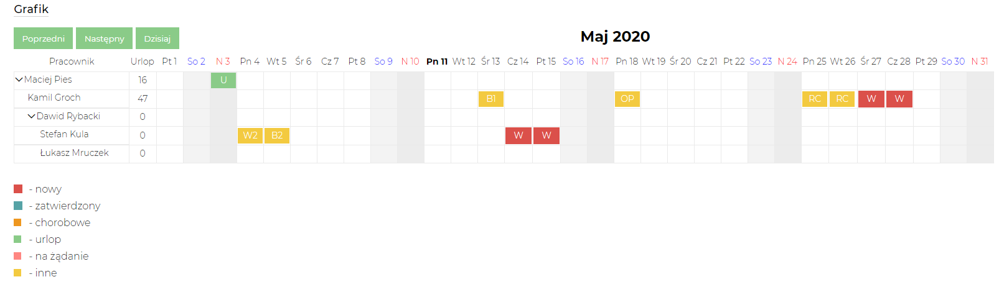 Grafik
Poprzedni Następny Dzisiaj Maj 2020
Pracownik Urlop Pt 1 So 2 N 3 Pn 4 Wt 5 Śr 6 Cz 7 Pt 8 So 9 N 10 Pn 11 Wt 12 Śr 13 Cz 14 Pt 15 So 16 N 17 Pn 18 Wt 19 Śr 20 Cz 21 Pt 22 So 23 N 24 Pn 25 Wt 26 Śr 27 Cz 28 Pt 29 So 30 N 31
Maciej Pies 16 U
Kamil Groch 47 B1 OP RC RC W W
Dawid Rybacki 0
Stefan Kula 0 W2 B2 W W
Łukasz Mruczek 0
- nowy
- zatwierdzony
- chorobowe
- urlop
- na żądanie
- inne